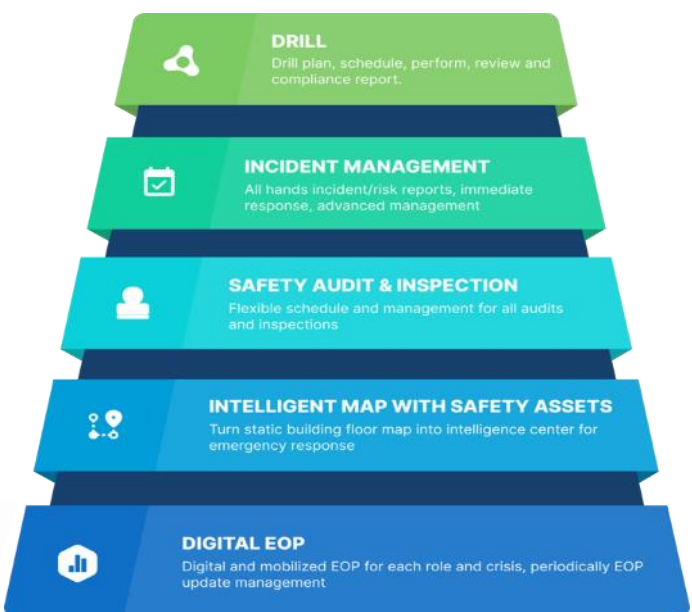 DRILL
Drill plan, schedule, perform, review and
compliance report.
INCIDENT MANAGEMENT
All hands incident/risk reports, immediate
response, advanced management
SAFETY AUDIT & INSPECTION
Flexible schedule and management for all audits
and inspections
INTELLIGENT MAP WITH SAFETY ASSETS
Turn static building floor map into intelligence center for
emergency response
DIGITAL EOP
Digital and mobilized EOP for each role and crisis, periodically EOP
update management